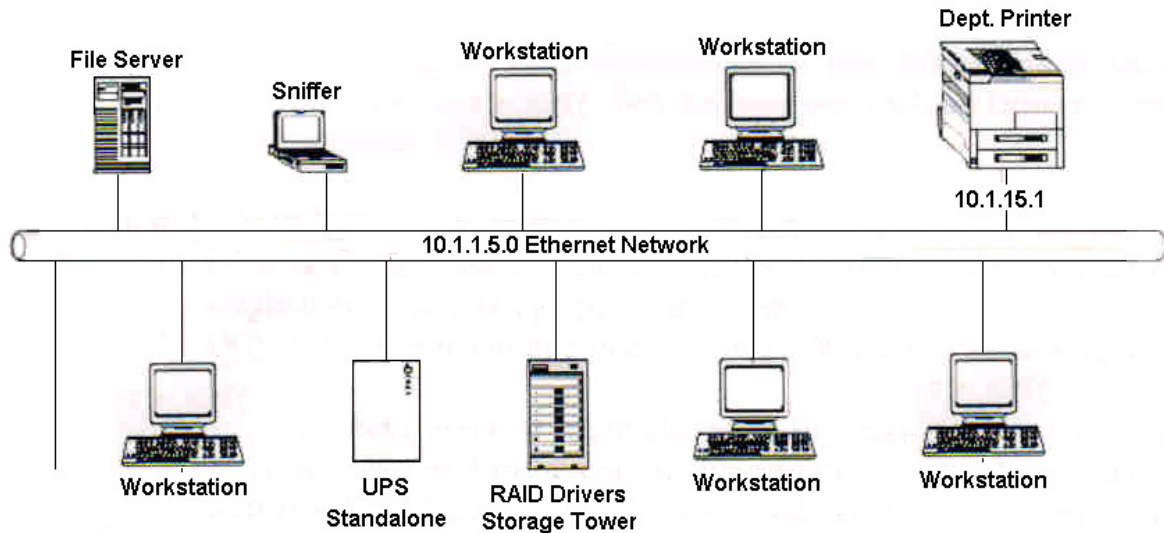 Dept. Printer
Workstation
Workstation
File Server
Sniffer
10.1.15.1
10.1.1.5.0 Ethernet Network
Workstation
UPS
Standalone
RAID Drivers
Storage Tower
Workstation
Workstation